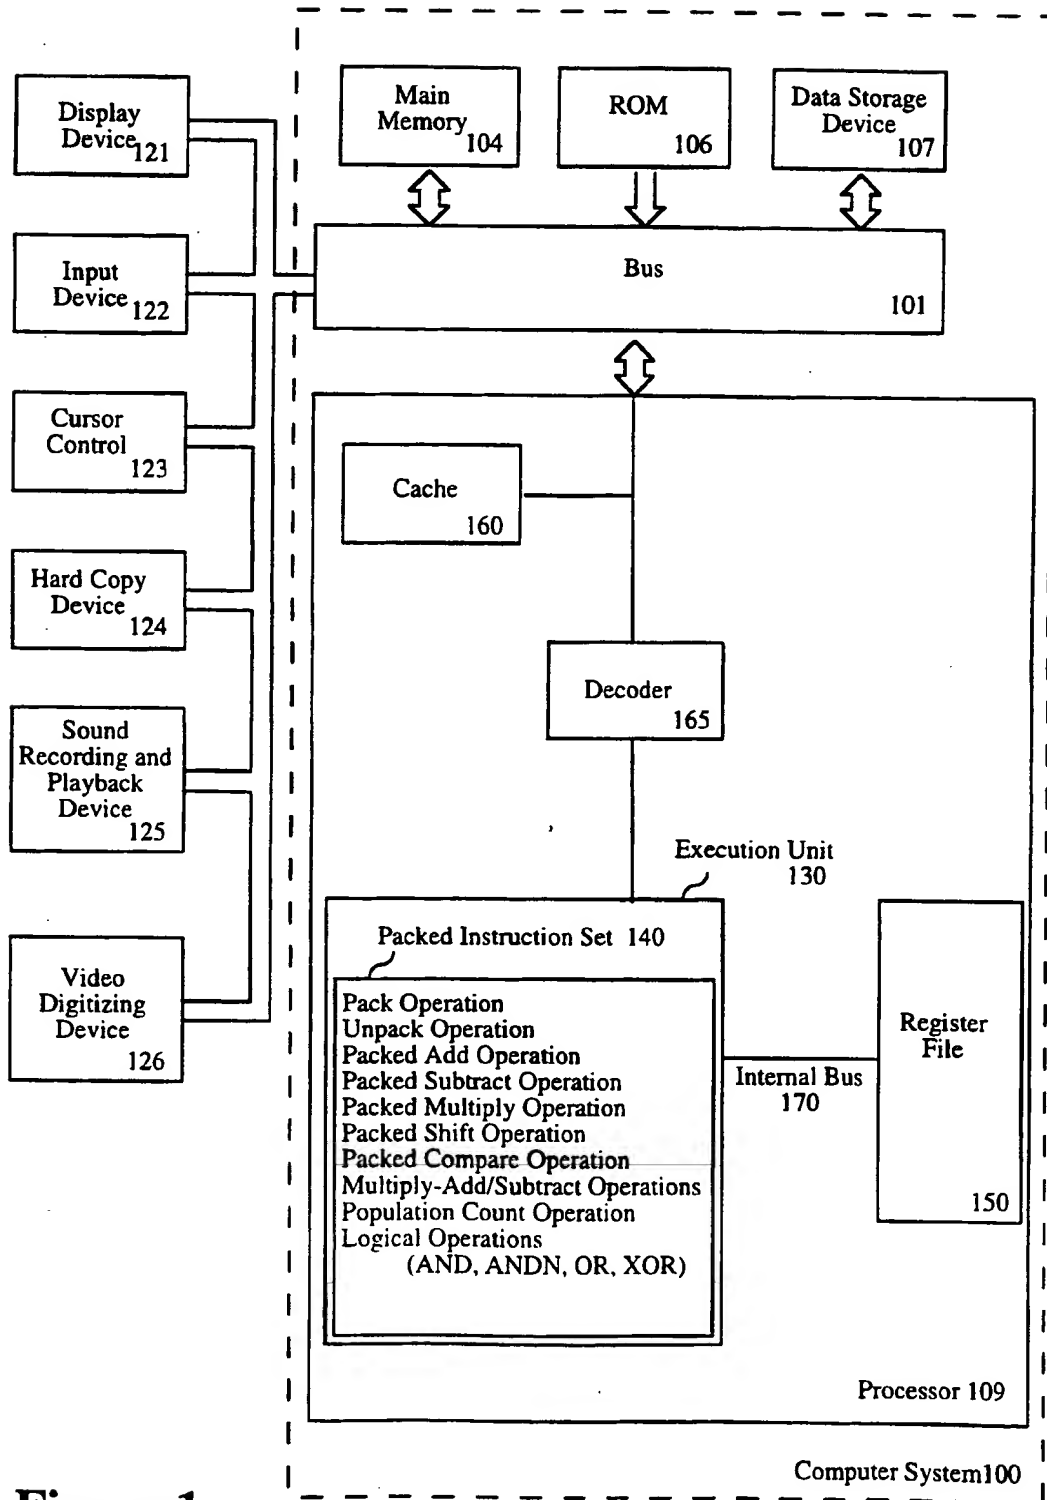 Display
Device 121
Main
Memory 104
ROM
106
Data Storage
Device
107
Bus
101
Input
Device 122
Cursor
Control
123
Cache
160
Hard Copy
Device
124
Decoder
165
Sound
Recording and
Playback
Device
125
Execution Unit
130
Video
Digitizing
Device
126
Packed Instruction Set 140
Pack Operation
Unpack Operation
Packed Add Operation
Packed Subtract Operation
Packed Multiply Operation
Packed Shift Operation
Packed Compare Operation
Multiply-Add/Subtract Operations
Population Count Operation
Logical Operations
(AND, ANDN, OR, XOR)
Internal Bus
170
Register
File
150
Processor 109
Computer System100